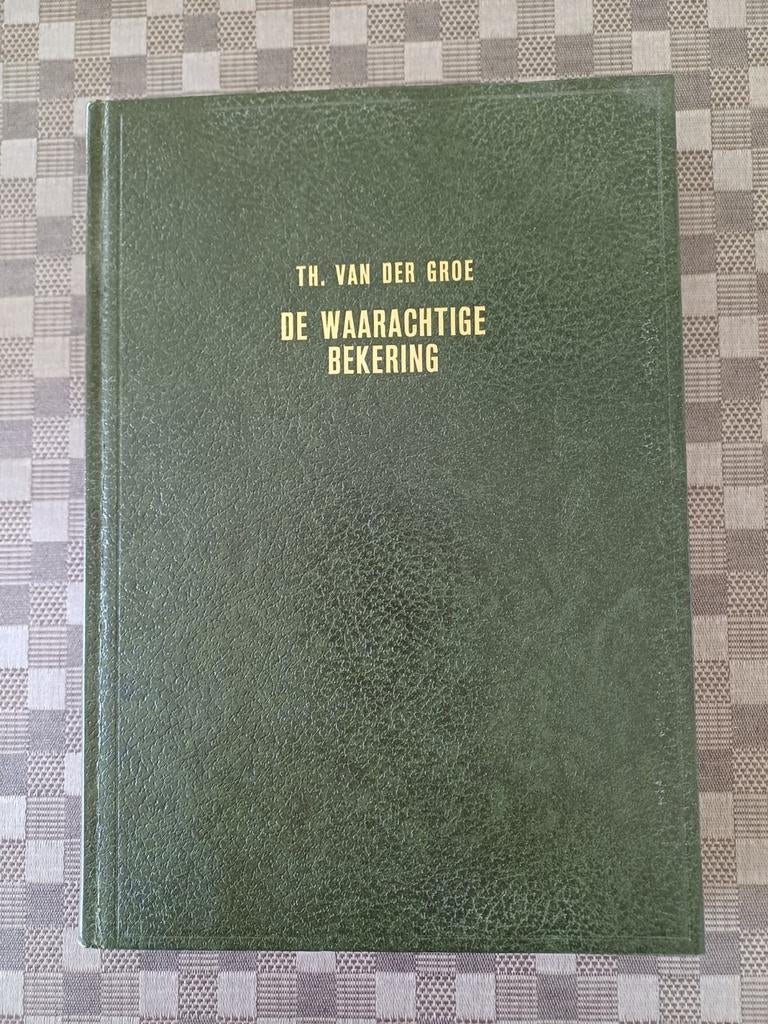 TH. VAN DER GROE
DE WAARACHTIGE
BEKERING